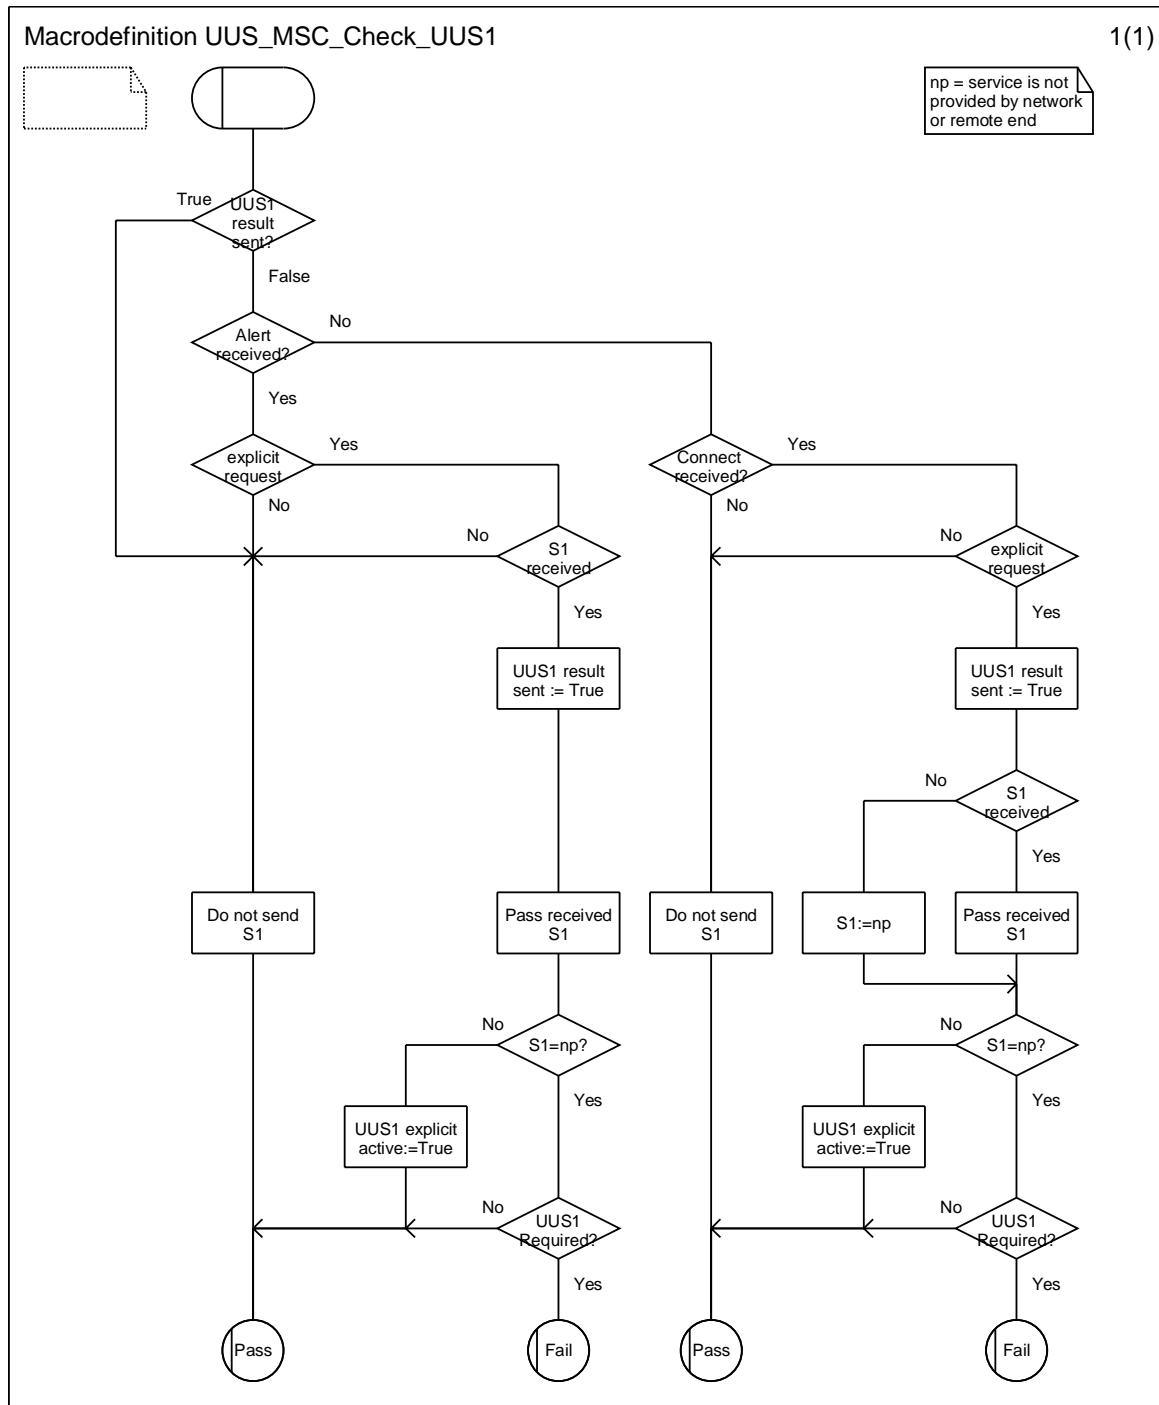 Macrodefinition UUS_MSC_Check_UUS1
1(1)
np = service is not
provided by network
or remote end
True
UUS1
result
sent?
False
Alert
received?
No
Yes
explicit
request
Yes
No
Connect
received?
Yes
No
No
S1
received
Yes
No
explicit
request
Yes
UUS1 result
sent := True
UUS1 result
sent := True
No
S1
received
Yes
Do not send
S1
Pass received
S1
Do not send
S1
S1:=np
Pass received
S1
No
S1=np?
Yes
No
S1=np?
Yes
UUS1 explicit
active:=True
UUS1 explicit
active:=True
No
UUS1
Required?
Yes
No
UUS1
Required?
Yes
Pass
Fail
Pass
Fail